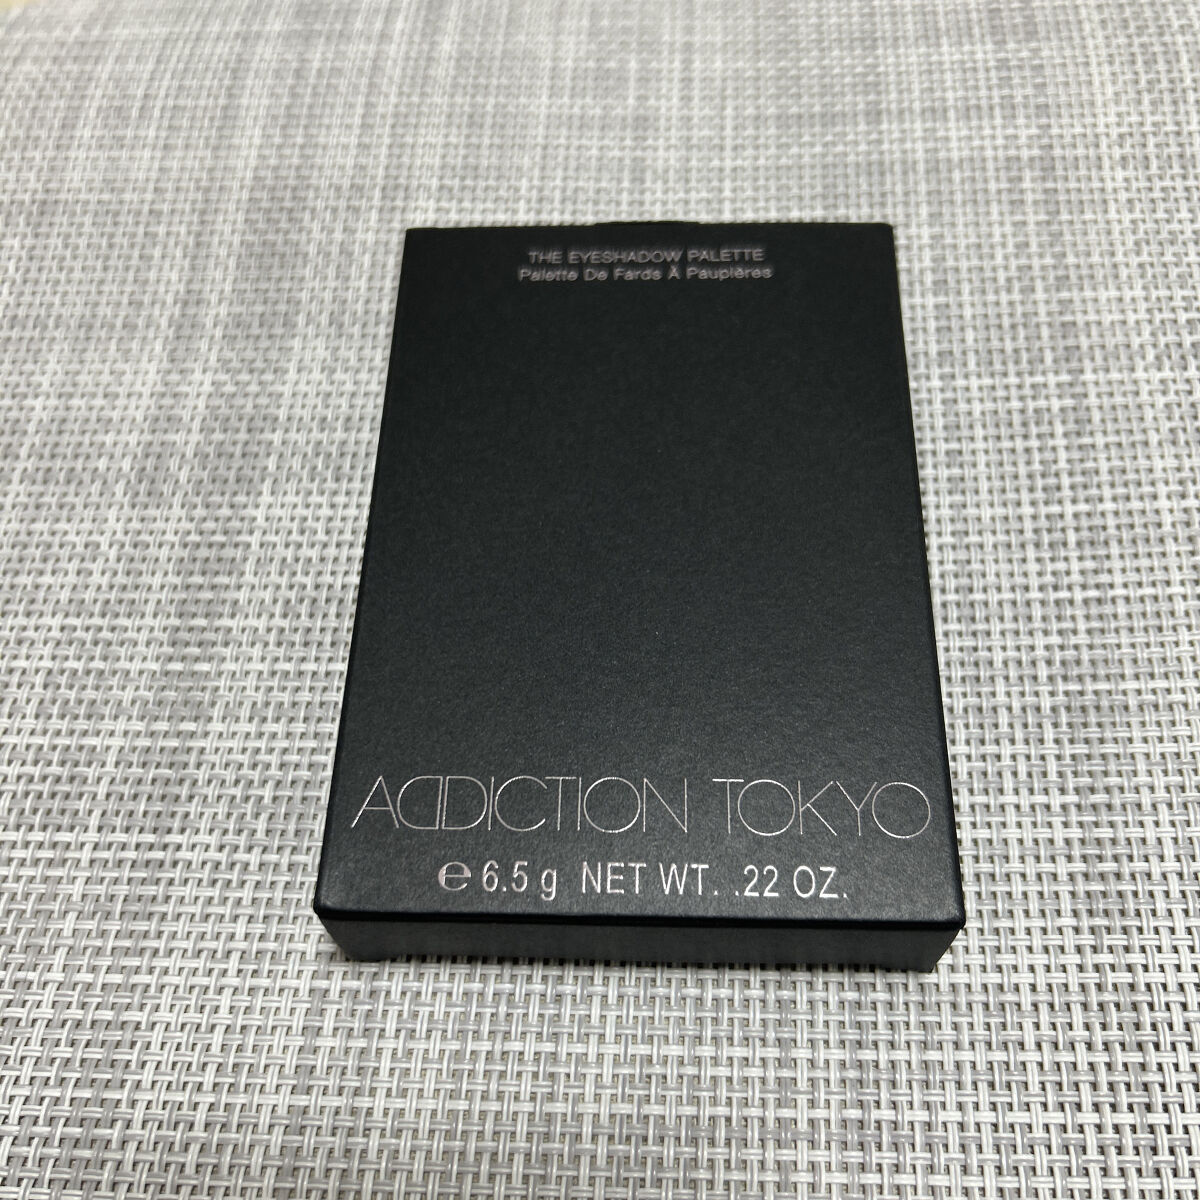 THE EYESHADOW PALETTE
Palette De Fards À Paupières
ADDICTION TOKYO
℮ 6.5 g NET WT. .22 OZ.